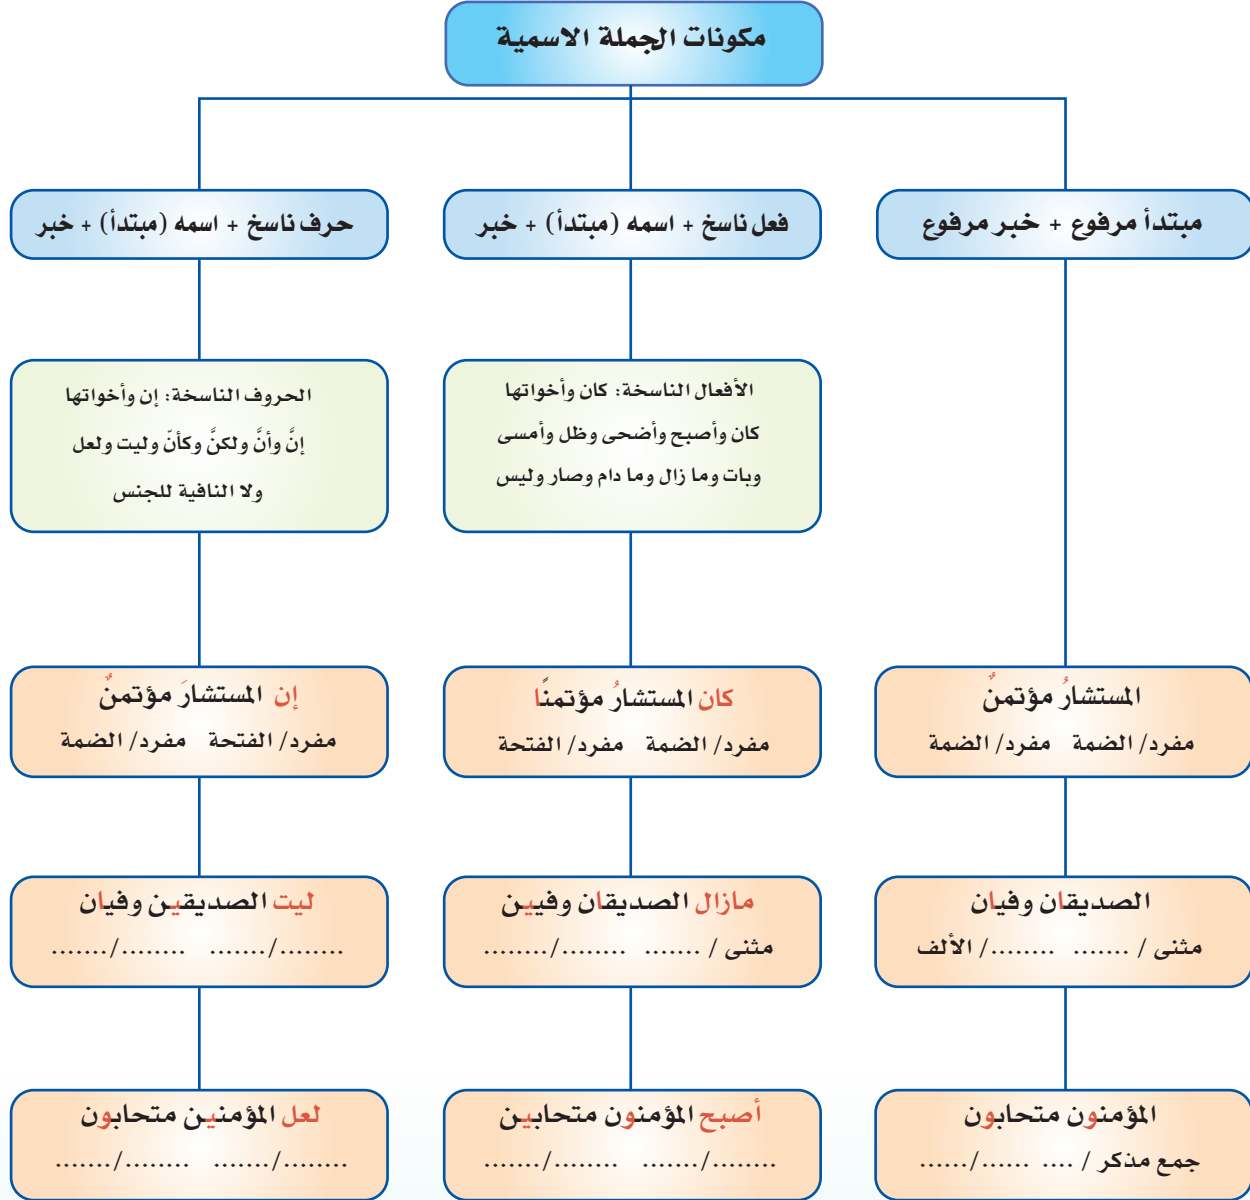 مكونات الجملة الاسمية
مبتدأ مرفوع + خبر مرفوع
فعل ناسخ + اسمه (مبتدأ) + خبر
حرف ناسخ + اسمه (مبتدأ) + خبر
الأفعال الناسخة: كان وأخواتها
كان وأصبح وأضحى وظل وأمسى
وبات وما زال وما دام وصار وليس
الحروف الناسخة: إن وأخواتها
إنَّ وأنَّ ولكنَّ وكأنّ وليت ولعل
ولا النافية للجنس
المستشارُ مؤتمنٌ
مفرد/ الضمة مفرد/ الضمة
كان المستشارُ مؤتمنًا
مفرد/ الضمة مفرد/ الفتحة
إن المستشارَ مؤتمنٌ
مفرد/ الفتحة مفرد/ الضمة
الصديقان وفيان
مثنى / ....... ......../ الألف
مازال الصديقان وفيين
مثنى / ....... ......../........
ليت الصديقين وفيان
......../....... ......../.......
المؤمنون متحابون
جمع مذكر / .... ....../......
أصبح المؤمنون متحابين
......../....... ......../.......
لعل المؤمنين متحابون
......../....... ......../.......